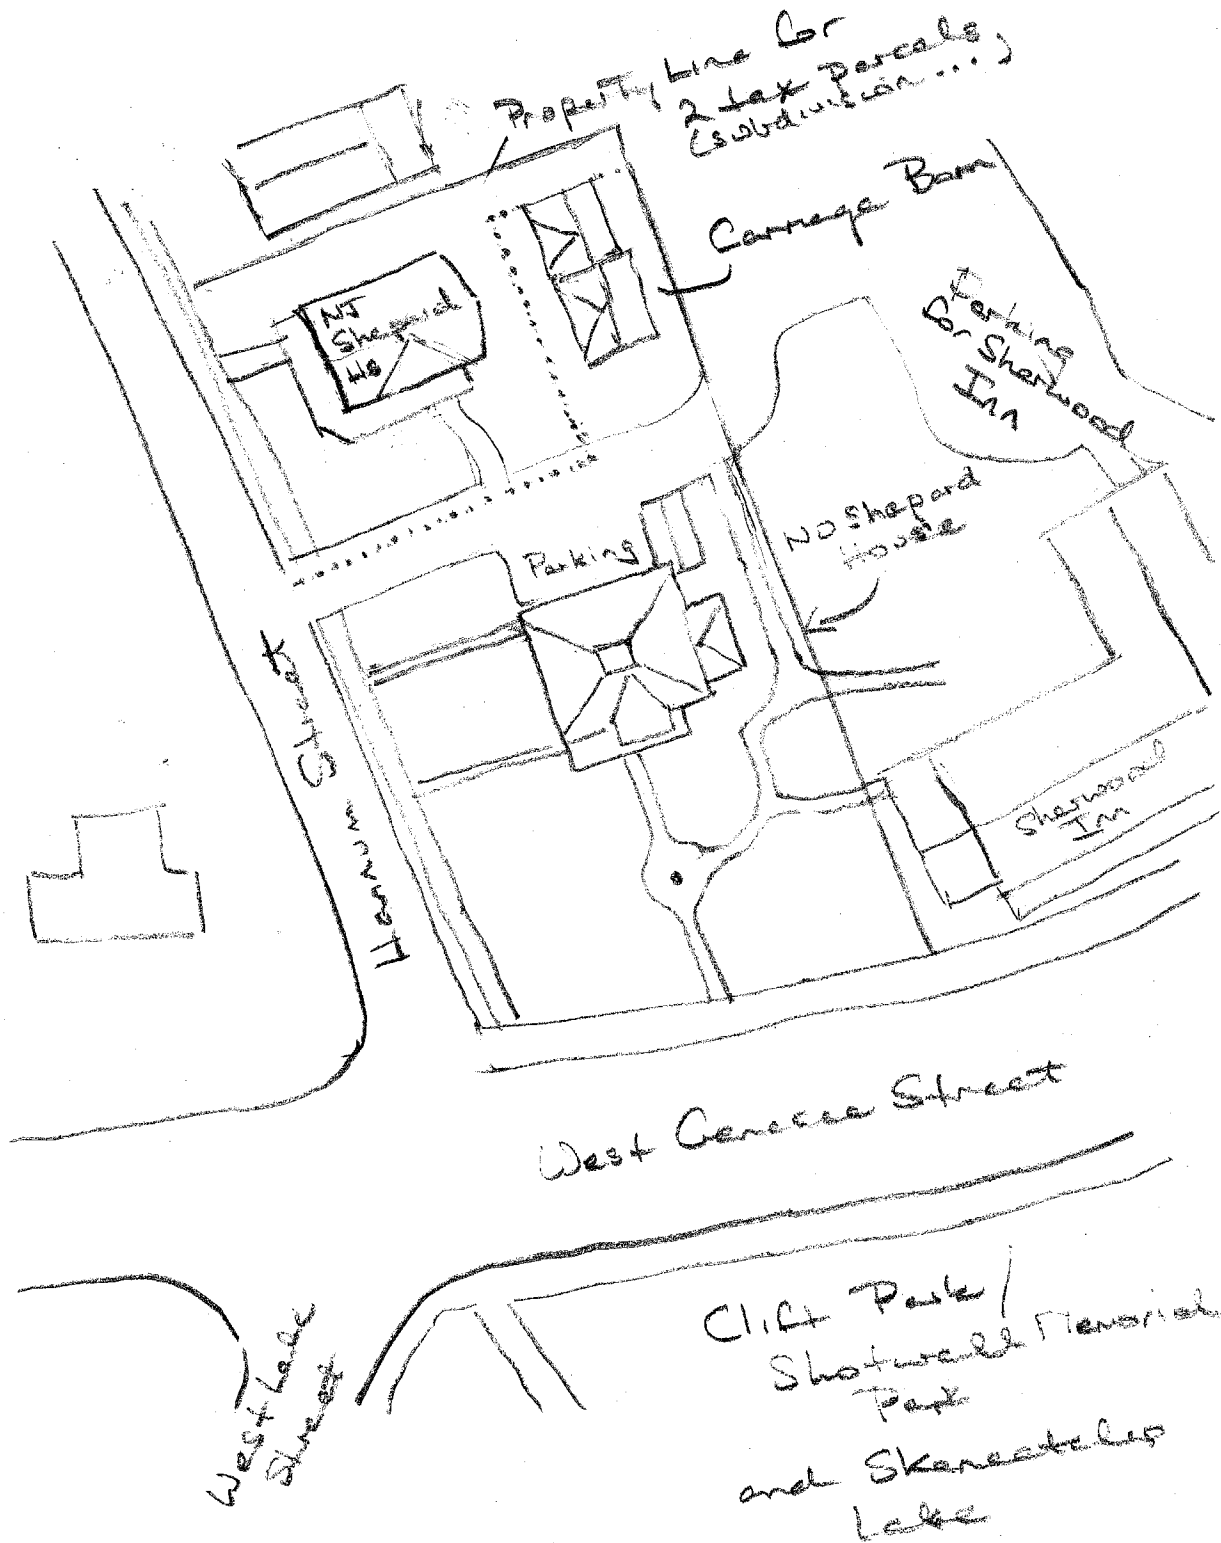 Property Line for
2 tax parcels,
(subdivision...)
Carriage Barn
NJ
Shepard
HS
Parking
for Sherwood
Inn
NO Shepard
House
Parking
Hannum Street
Sherwood
Inn
West Genesee Street
West Lake
Street
Clift Park/
Shotwell Memorial
Park
and Skaneateles
Lake